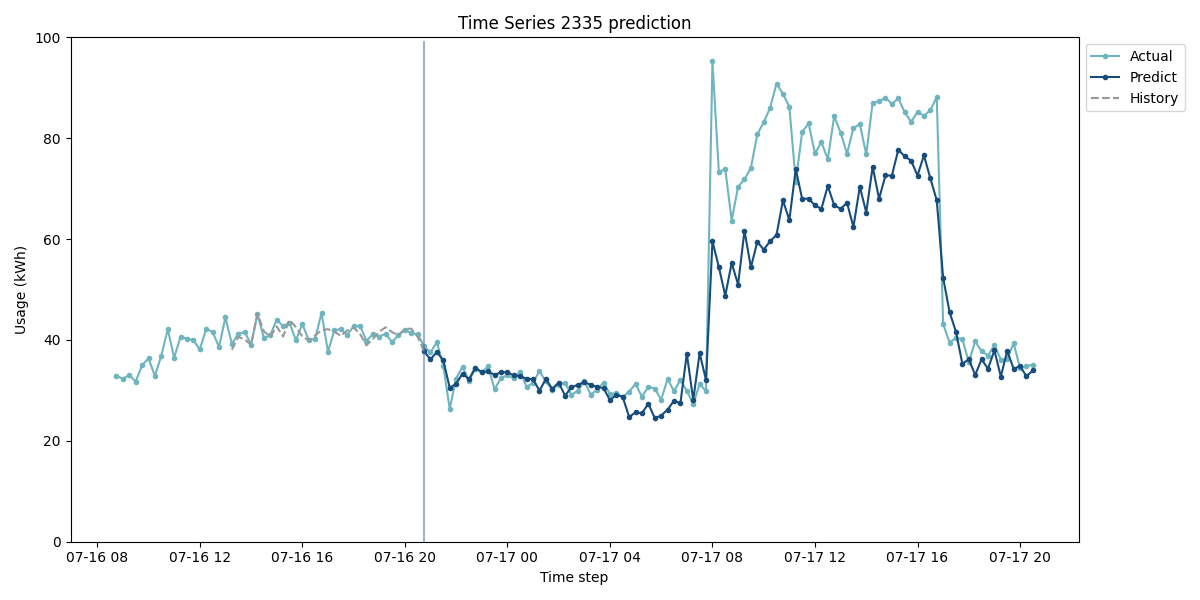 Time Series 2335 prediction
100
80
60
40
20
0
Usage (kWh)
07-16 08
07-16 12
07-16 16
07-16 20
07-17 00
07-17 04
07-17 08
07-17 12
07-17 16
07-17 20
Time step
Actual
Predict
History